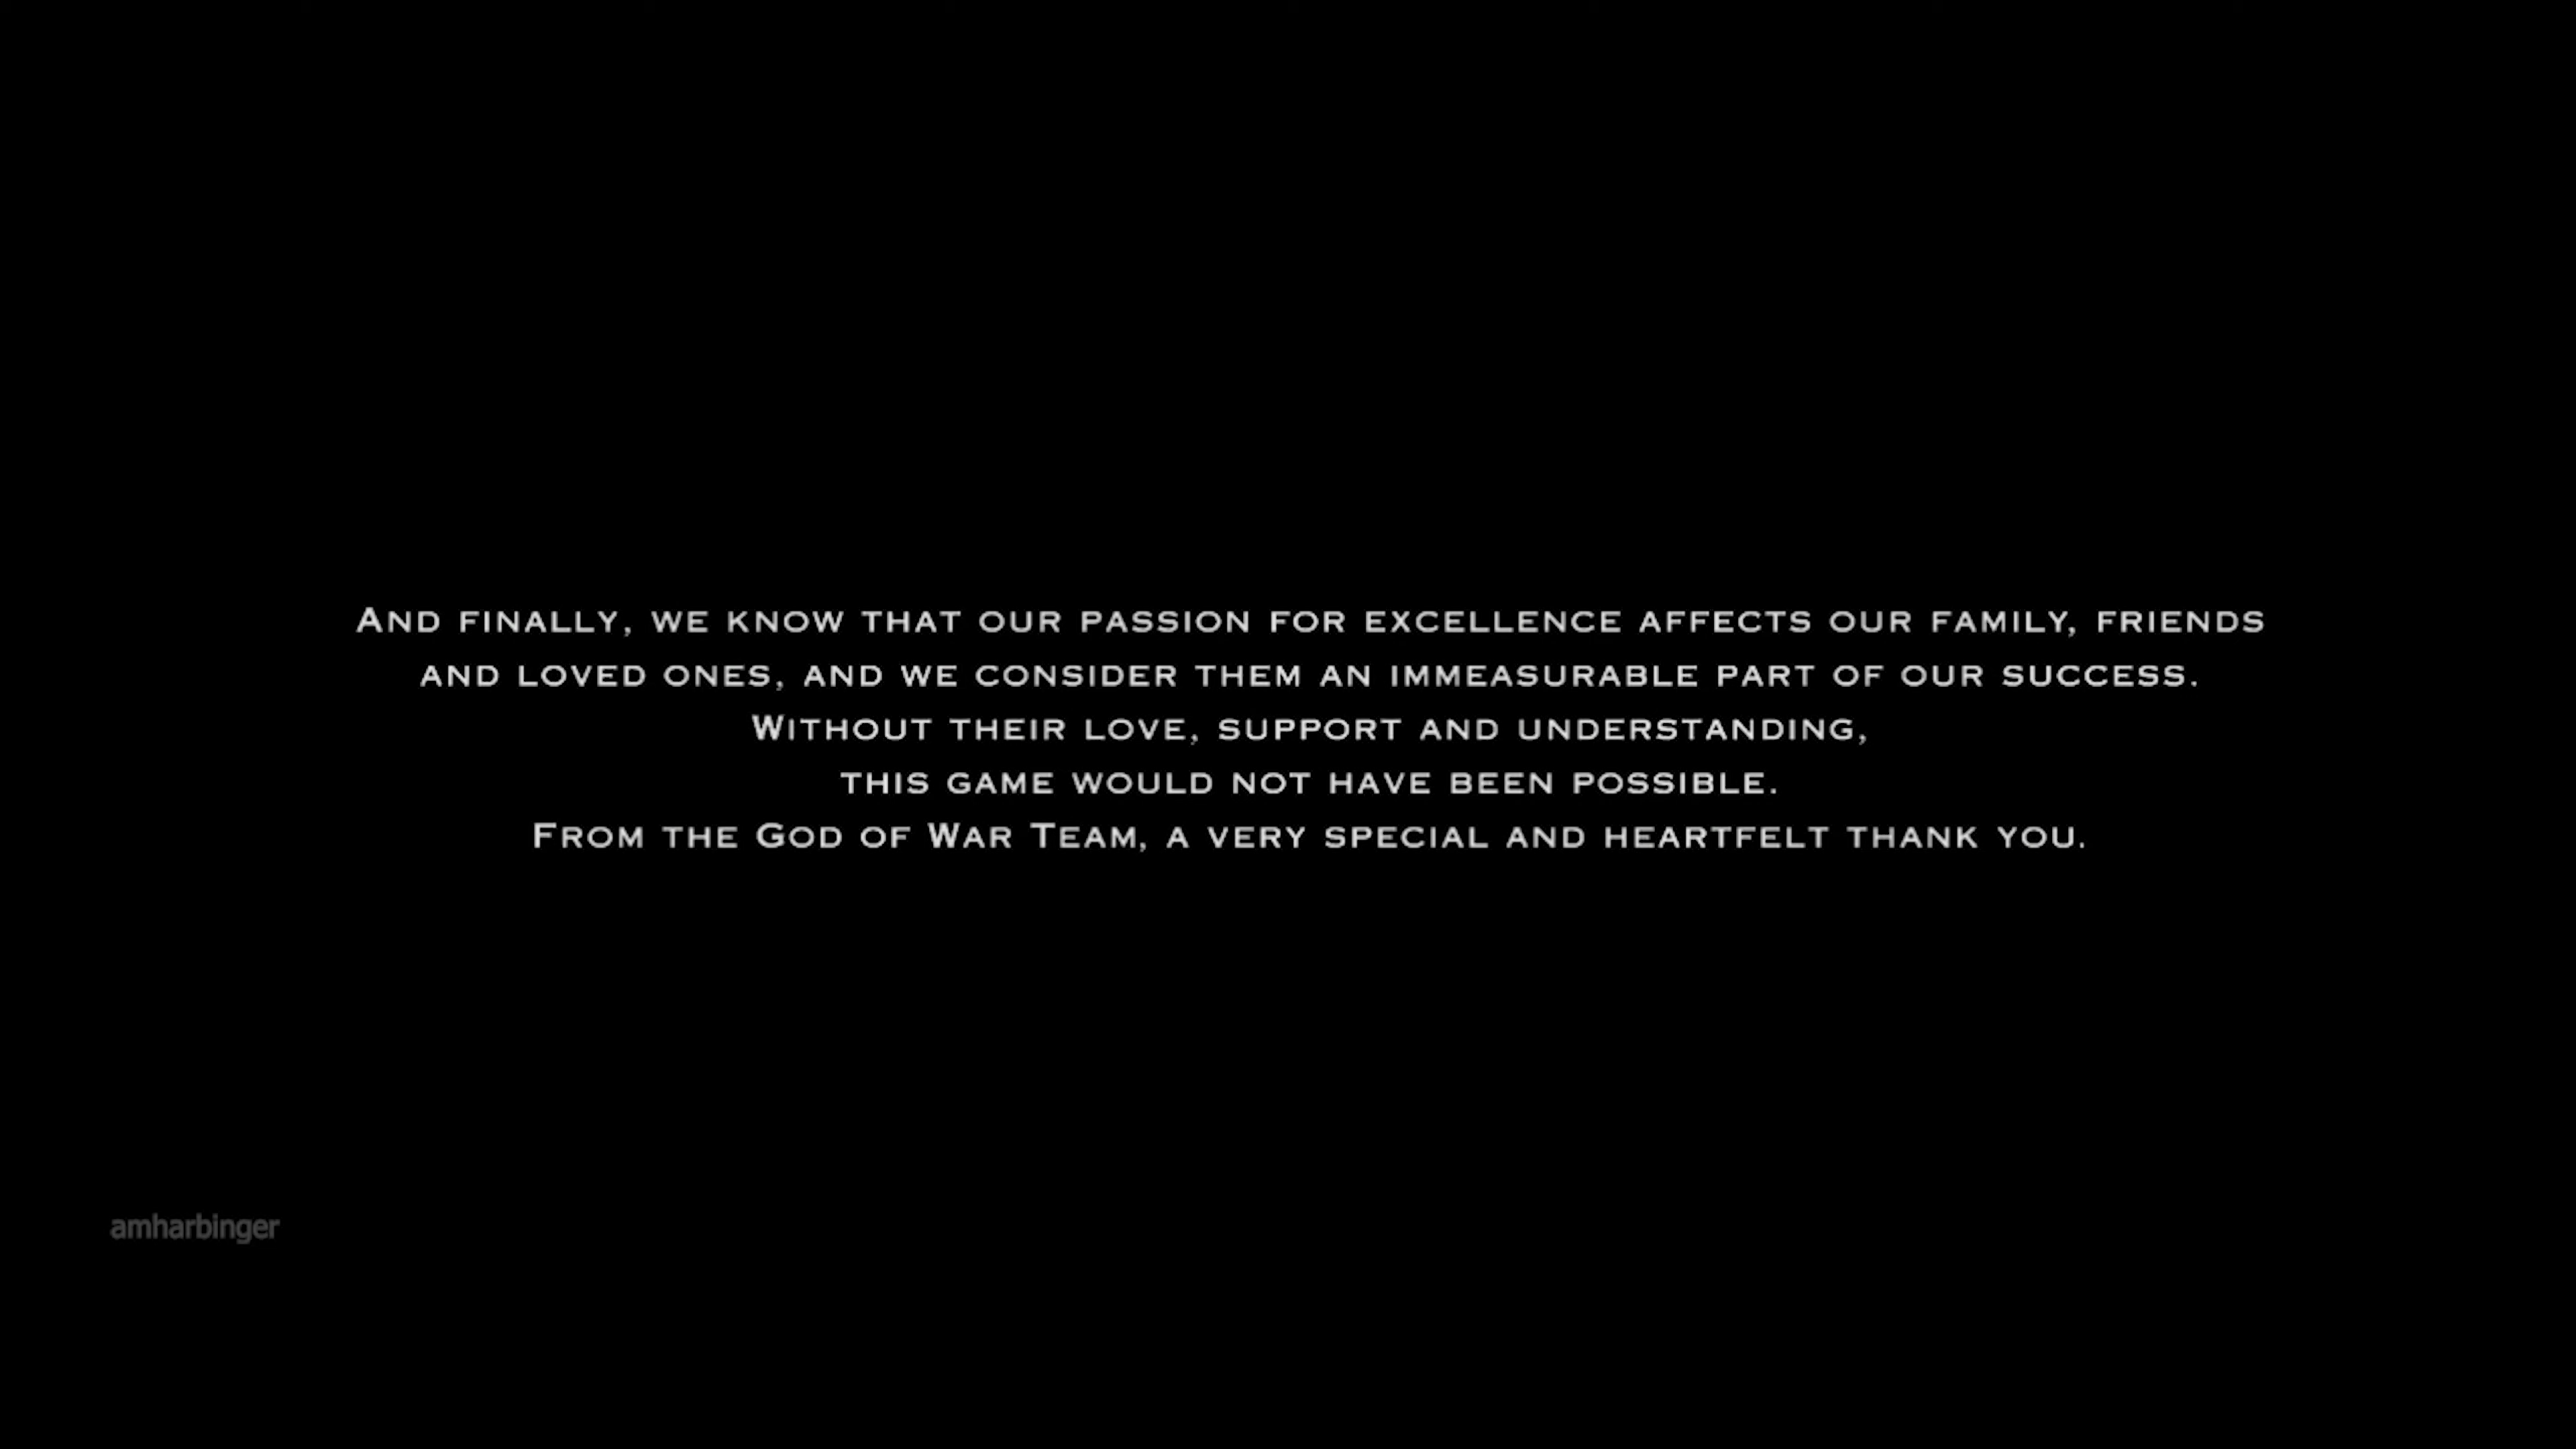 And finally, we know that our passion for excellence affects our family, friends
and loved ones, and we consider them an immeasurable part of our success.
Without their love, support and understanding,
this game would not have been possible.
From the God of War Team, a very special and heartfelt thank you.
amharbinger